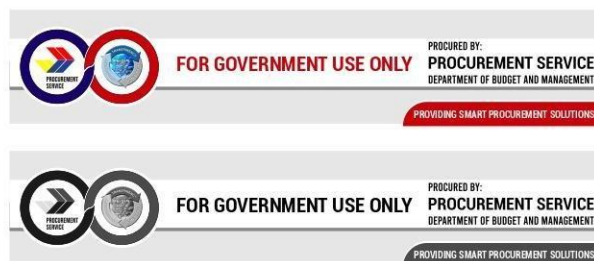 PROCUREMENT
SERVICE
FOR GOVERNMENT USE ONLY
PROCURED BY:
PROCUREMENT SERVICE
DEPARTMENT OF BUDGET AND MANAGEMENT
PROVIDING SMART PROCUREMENT SOLUTIONS
PROCUREMENT
SERVICE
FOR GOVERNMENT USE ONLY
PROCURED BY:
PROCUREMENT SERVICE
DEPARTMENT OF BUDGET AND MANAGEMENT
PROVIDING SMART PROCUREMENT SOLUTIONS